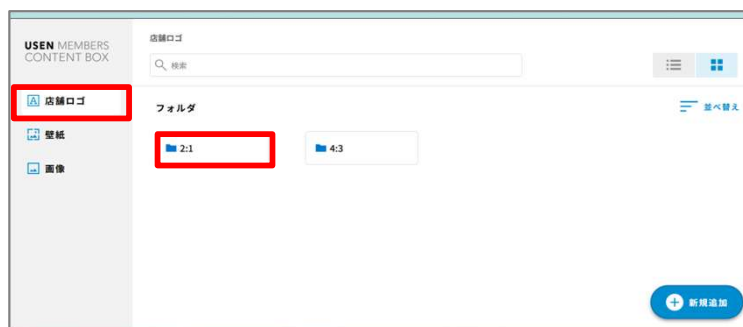 USEN MEMBERS
CONTENT BOX
店舗ロゴ
壁紙
画像
店舗ロゴ
検索
フォルダ
並べ替え
2:1
4:3
新規追加